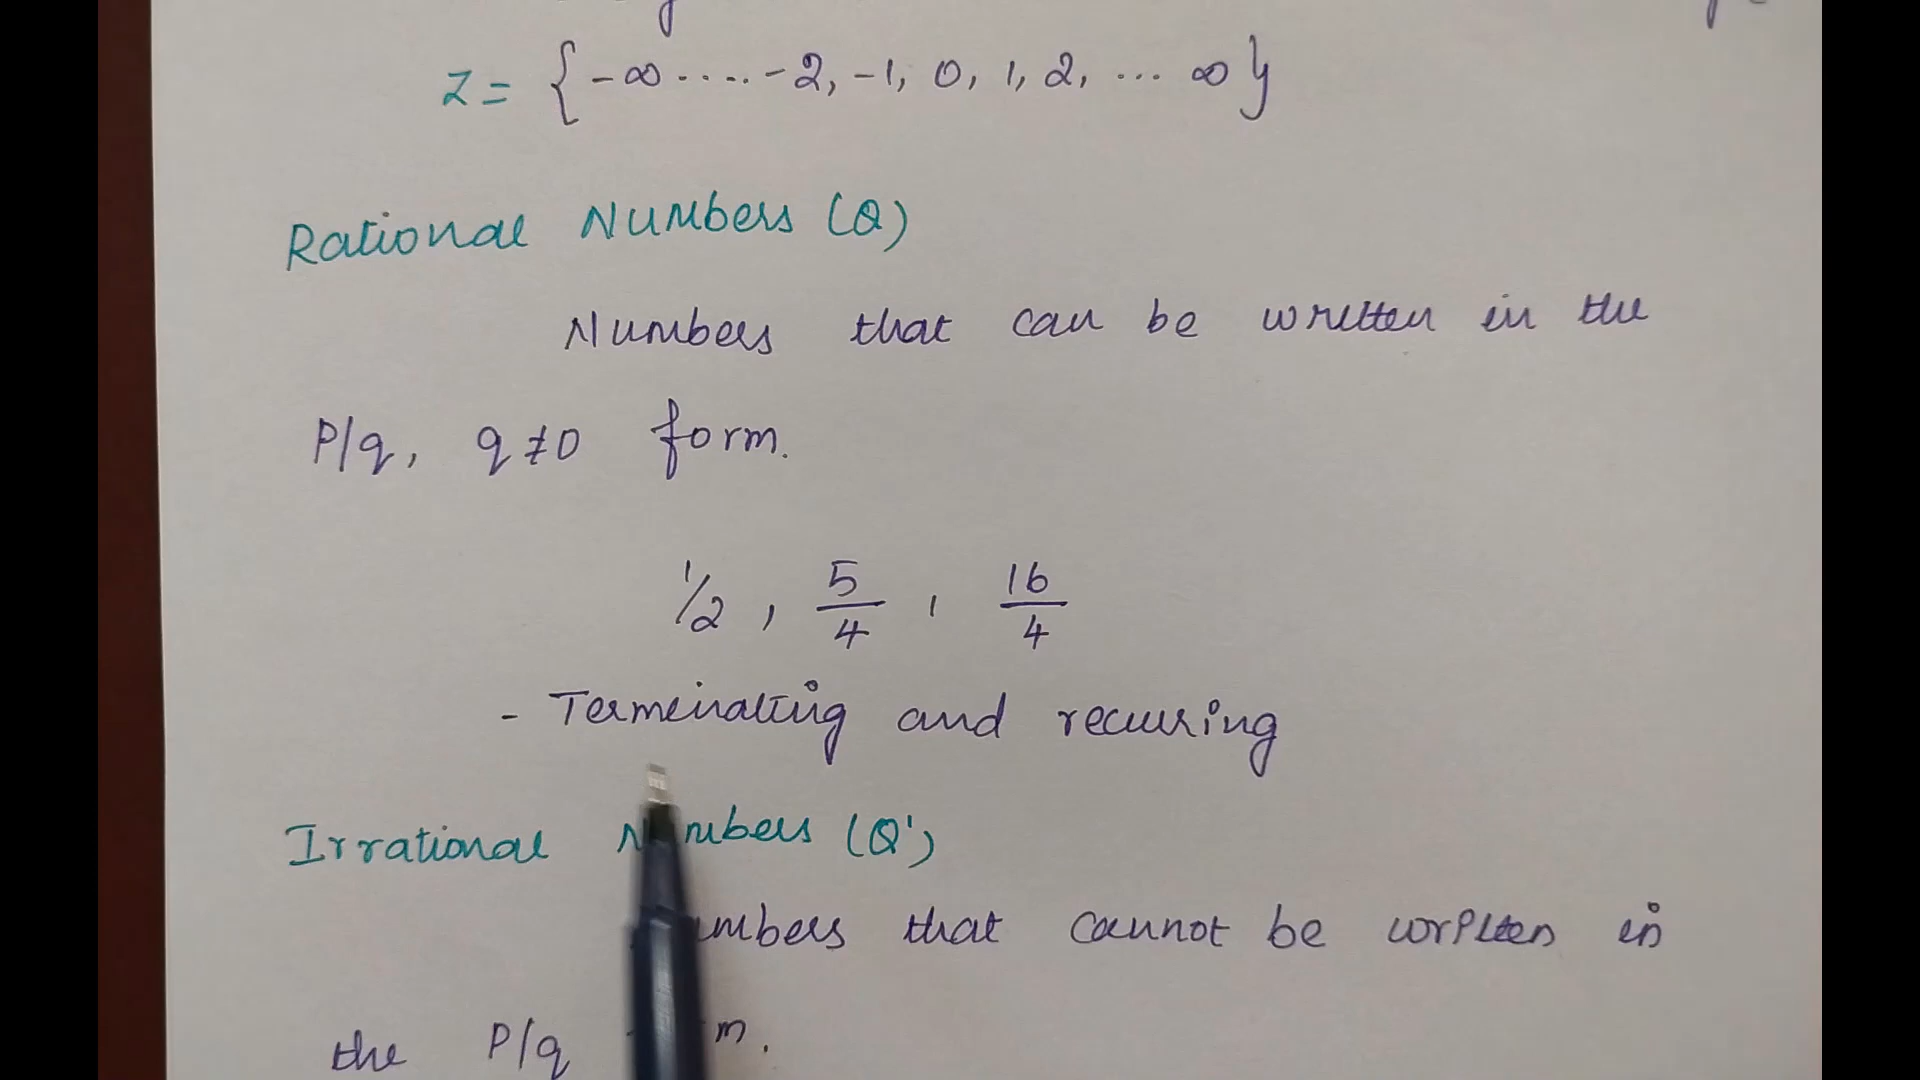 Z = {-∞ ..... -2, -1, 0, 1, 2, ... ∞}
Rational Numbers (Q)
Numbers that can be written in the
P/q, q≠0 form.
1/2, 5/4, 16/4
- Terminating and recurring
Irrational Numbers (Q')
that cannot be written in
the P/q